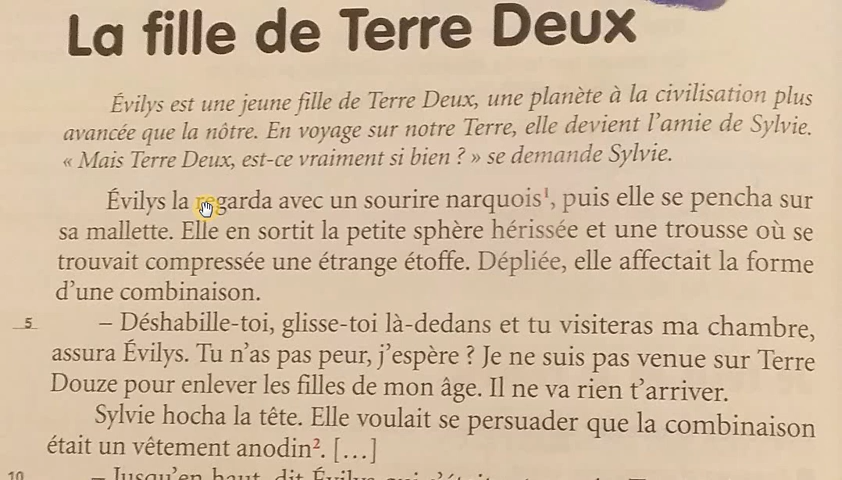 La fille de Terre Deux
Évilys est une jeune fille de Terre Deux, une planète à la civilisation plus
avancée que la nôtre. En voyage sur notre Terre, elle devient l'amie de Sylvie.
« Mais Terre Deux, est-ce vraiment si bien ? » se demande Sylvie.
Évilys la regarda avec un sourire narquois¹, puis elle se pencha sur
sa mallette. Elle en sortit la petite sphère hérissée et une trousse où se
trouvait compressée une étrange étoffe. Dépliée, elle affectait la forme
d'une combinaison.
5 – Déshabille-toi, glisse-toi là-dedans et tu visiteras ma chambre,
assura Évilys. Tu n'as pas peur, j'espère ? Je ne suis pas venue sur Terre
Douze pour enlever les filles de mon âge. Il ne va rien t'arriver.
Sylvie hocha la tête. Elle voulait se persuader que la combinaison
était un vêtement anodin². […]
10 – Jusqu'en haut, dit Évilys qui